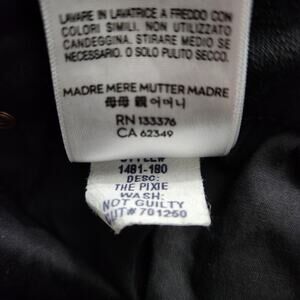 LAVARE IN LAVATRICE A FREDDO CON
COLORI SIMILI. NON UTILIZZATO
CANDEGGINA. STIRARE MEDIO SE
NECESSARIO. O SOLO PULITO SECCO.
MADRE MERE MUTTER MADRE
母母 親 어머니
RN 133376
CA 62349
STYLE#
1481-180
DESC:
THE PIXIE
WASH:
NOT GUILTY
CUT# 701250